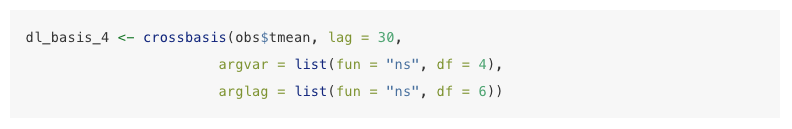 dl_basis_4 <- crossbasis(obs$tmean, lag = 30,
                        argvar = list(fun = "ns", df = 4),
                        arglag = list(fun = "ns", df = 6))